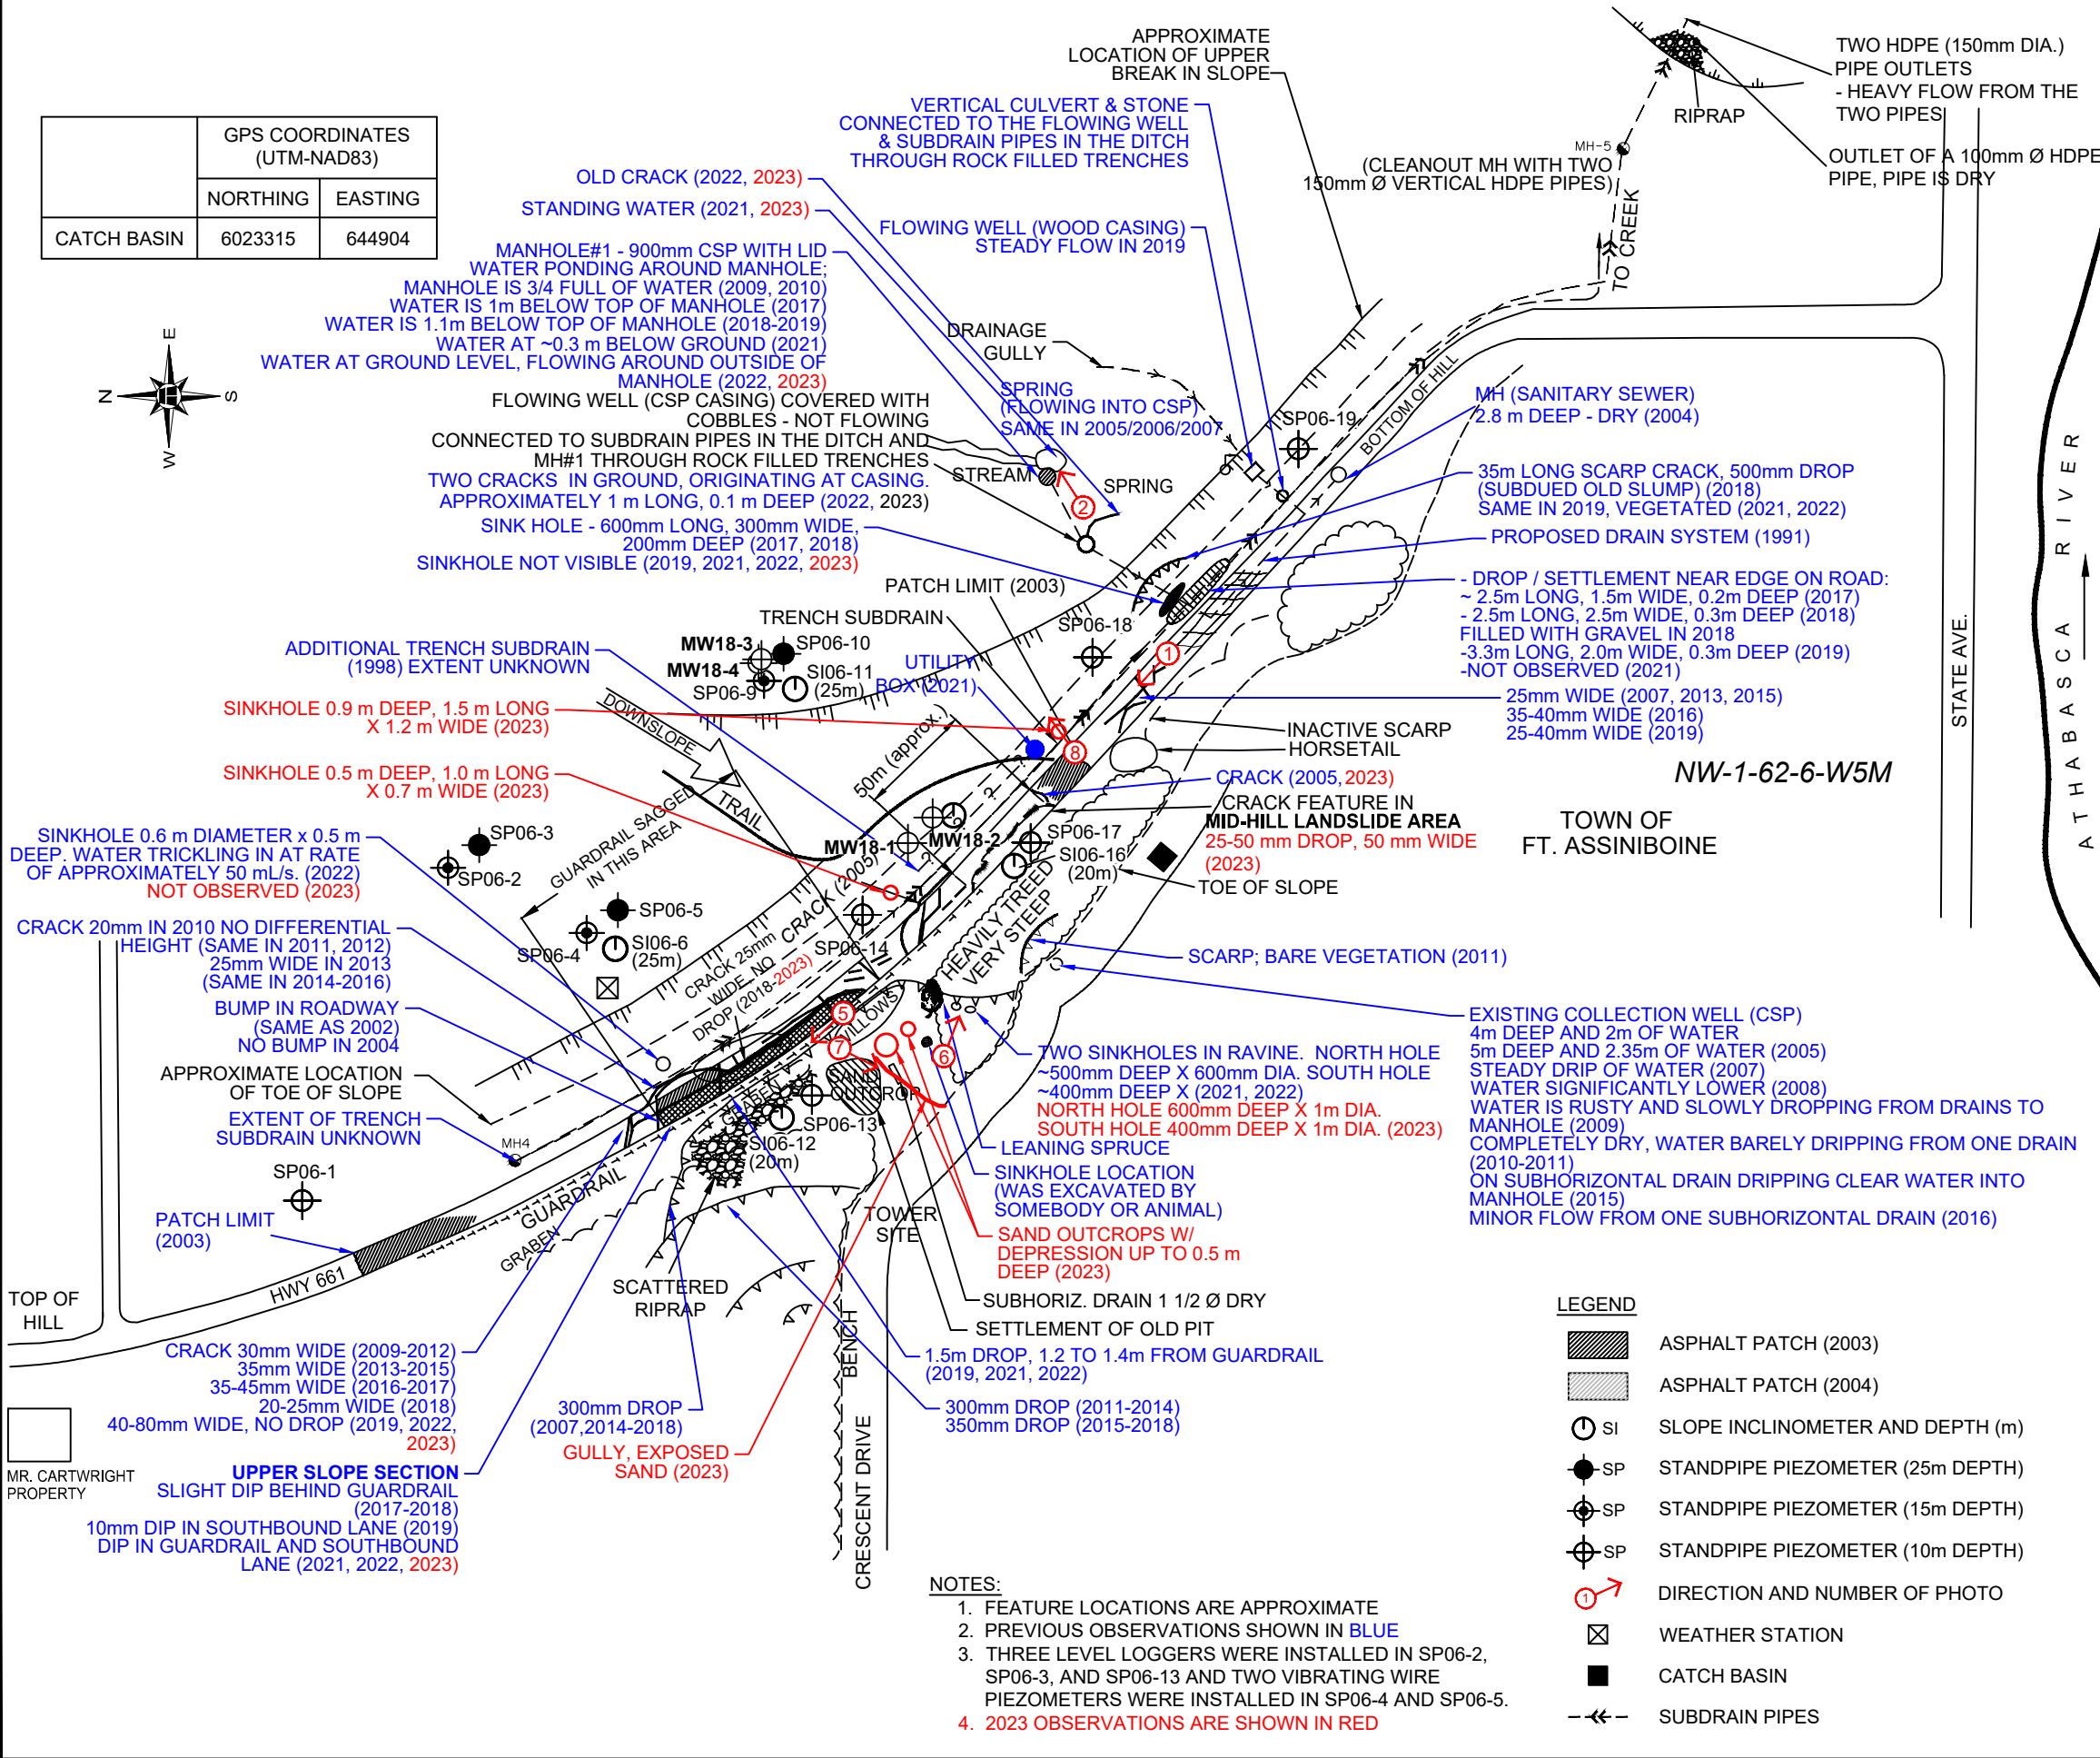 APPROXIMATE
LOCATION OF UPPER
BREAK IN SLOPE
TWO HDPE (150mm DIA.)
PIPE OUTLETS
- HEAVY FLOW FROM THE
TWO PIPES
RIPRAP
OUTLET OF A 100mm Ø HDPE
PIPE, PIPE IS DRY
MH-5
(CLEANOUT MH WITH TWO
150mm Ø VERTICAL HDPE PIPES)
TO CREEK
GPS COORDINATES
(UTM-NAD83)
NORTHING EASTING
CATCH BASIN 6023315 644904
VERTICAL CULVERT & STONE
CONNECTED TO THE FLOWING WELL
& SUBDRAIN PIPES IN THE DITCH
THROUGH ROCK FILLED TRENCHES
OLD CRACK (2022, 2023)
STANDING WATER (2021, 2023)
FLOWING WELL (WOOD CASING)
STEADY FLOW IN 2019
MANHOLE#1 - 900mm CSP WITH LID
WATER PONDING AROUND MANHOLE;
MANHOLE IS 3/4 FULL OF WATER (2009, 2010)
WATER IS 1m BELOW TOP OF MANHOLE (2017)
WATER IS 1.1m BELOW TOP OF MANHOLE (2018-2019)
WATER AT ~0.3 m BELOW GROUND (2021)
WATER AT GROUND LEVEL, FLOWING AROUND OUTSIDE OF
MANHOLE (2022, 2023)
N
E
S
W
DRAINAGE
GULLY
FLOWING WELL (CSP CASING) COVERED WITH
COBBLES - NOT FLOWING
CONNECTED TO SUBDRAIN PIPES IN THE DITCH AND
MH#1 THROUGH ROCK FILLED TRENCHES
TWO CRACKS IN GROUND, ORIGINATING AT CASING.
APPROXIMATELY 1 m LONG, 0.1 m DEEP (2022, 2023)
SPRING
(FLOWING INTO CSP)
SAME IN 2005/2006/2007
STREAM
SPRING
2
SP06-19
BOTTOM OF HILL
MH (SANITARY SEWER)
2.8 m DEEP - DRY (2004)
35m LONG SCARP CRACK, 500mm DROP
(SUBDUED OLD SLUMP) (2018)
SAME IN 2019, VEGETATED (2021, 2022)
PROPOSED DRAIN SYSTEM (1991)
- DROP / SETTLEMENT NEAR EDGE ON ROAD:
~ 2.5m LONG, 1.5m WIDE, 0.2m DEEP (2017)
- 2.5m LONG, 2.5m WIDE, 0.3m DEEP (2018)
FILLED WITH GRAVEL IN 2018
-3.3m LONG, 2.0m WIDE, 0.3m DEEP (2019)
-NOT OBSERVED (2021)
SINK HOLE - 600mm LONG, 300mm WIDE,
200mm DEEP (2017, 2018)
SINKHOLE NOT VISIBLE (2019, 2021, 2022, 2023)
PATCH LIMIT (2003)
TRENCH SUBDRAIN
SP06-18
1
ADDITIONAL TRENCH SUBDRAIN
(1998) EXTENT UNKNOWN
MW18-3
MW18-4
SP06-10
SI06-11
(25m)
SP06-9
UTILITY
BOX (2021)
25mm WIDE (2007, 2013, 2015)
35-40mm WIDE (2016)
25-40mm WIDE (2019)
STATE AVE.
ATHABASCA RIVER
SINKHOLE 0.9 m DEEP, 1.5 m LONG
X 1.2 m WIDE (2023)
DOWNSLOPE
50m (approx.)
8
INACTIVE SCARP
HORSETAIL
NW-1-62-6-W5M
TOWN OF
FT. ASSINIBOINE
SINKHOLE 0.5 m DEEP, 1.0 m LONG
X 0.7 m WIDE (2023)
CRACK (2005,2023)
CRACK FEATURE IN
MID-HILL LANDSLIDE AREA
25-50 mm DROP, 50 mm WIDE
(2023)
TRAIL
?
?
?
GUARDRAIL SAGGED
IN THIS AREA
SINKHOLE 0.6 m DIAMETER x 0.5 m
DEEP. WATER TRICKLING IN AT RATE
OF APPROXIMATELY 50 mL/s. (2022)
NOT OBSERVED (2023)
SP06-3
SP06-2
MW18-1
MW18-2
SP06-17
SI06-16
(20m)
TOE OF SLOPE
CRACK (2005)
SP06-5
SP06-4
SI06-6
(25m)
SP06-14
HEAVILY TREED
VERY STEEP
CRACK 20mm IN 2010 NO DIFFERENTIAL
HEIGHT (SAME IN 2011, 2012)
25mm WIDE IN 2013
(SAME IN 2014-2016)
CRACK 25mm
WIDE, NO
DROP (2018-2023)
SCARP; BARE VEGETATION (2011)
BUMP IN ROADWAY
(SAME AS 2002)
NO BUMP IN 2004
5
WILLOWS
7
6
EXISTING COLLECTION WELL (CSP)
4m DEEP AND 2m OF WATER
5m DEEP AND 2.35m OF WATER (2005)
STEADY DRIP OF WATER (2007)
WATER SIGNIFICANTLY LOWER (2008)
WATER IS RUSTY AND SLOWLY DROPPING FROM DRAINS TO
MANHOLE (2009)
COMPLETELY DRY, WATER BARELY DRIPPING FROM ONE DRAIN
(2010-2011)
ON SUBHORIZONTAL DRAIN DRIPPING CLEAR WATER INTO
MANHOLE (2015)
MINOR FLOW FROM ONE SUBHORIZONTAL DRAIN (2016)
TWO SINKHOLES IN RAVINE. NORTH HOLE
~500mm DEEP X 600mm DIA. SOUTH HOLE
~400mm DEEP X (2021, 2022)
NORTH HOLE 600mm DEEP X 1m DIA.
SOUTH HOLE 400mm DEEP X 1m DIA. (2023)
APPROXIMATE LOCATION
OF TOE OF SLOPE
EXTENT OF TRENCH
SUBDRAIN UNKNOWN
GRABEN
SAND
OUTCROP
SP06-13
SI06-12
(20m)
MH4
LEANING SPRUCE
SINKHOLE LOCATION
(WAS EXCAVATED BY
SOMEBODY OR ANIMAL)
SP06-1
GUARDRAIL
GRABEN
PATCH LIMIT
(2003)
TOWER
SITE
SAND OUTCROPS W/
DEPRESSION UP TO 0.5 m
DEEP (2023)
HWY 661
TOP OF
HILL
SCATTERED
RIPRAP
SUBHORIZ. DRAIN 1 1/2 Ø DRY
SETTLEMENT OF OLD PIT
BENCH
CRESCENT DRIVE
1.5m DROP, 1.2 TO 1.4m FROM GUARDRAIL
(2019, 2021, 2022)
CRACK 30mm WIDE (2009-2012)
35mm WIDE (2013-2015)
35-45mm WIDE (2016-2017)
20-25mm WIDE (2018)
40-80mm WIDE, NO DROP (2019, 2022,
2023)
300mm DROP
(2007,2014-2018)
300mm DROP (2011-2014)
350mm DROP (2015-2018)
GULLY, EXPOSED
SAND (2023)
MR. CARTWRIGHT
PROPERTY
UPPER SLOPE SECTION
SLIGHT DIP BEHIND GUARDRAIL
(2017-2018)
10mm DIP IN SOUTHBOUND LANE (2019)
DIP IN GUARDRAIL AND SOUTHBOUND
LANE (2021, 2022, 2023)
LEGEND
ASPHALT PATCH (2003)
ASPHALT PATCH (2004)
SI SLOPE INCLINOMETER AND DEPTH (m)
SP STANDPIPE PIEZOMETER (25m DEPTH)
SP STANDPIPE PIEZOMETER (15m DEPTH)
SP STANDPIPE PIEZOMETER (10m DEPTH)
1 DIRECTION AND NUMBER OF PHOTO
WEATHER STATION
CATCH BASIN
SUBDRAIN PIPES
NOTES:
1. FEATURE LOCATIONS ARE APPROXIMATE
2. PREVIOUS OBSERVATIONS SHOWN IN BLUE
3. THREE LEVEL LOGGERS WERE INSTALLED IN SP06-2,
SP06-3, AND SP06-13 AND TWO VIBRATING WIRE
PIEZOMETERS WERE INSTALLED IN SP06-4 AND SP06-5.
4. 2023 OBSERVATIONS ARE SHOWN IN RED